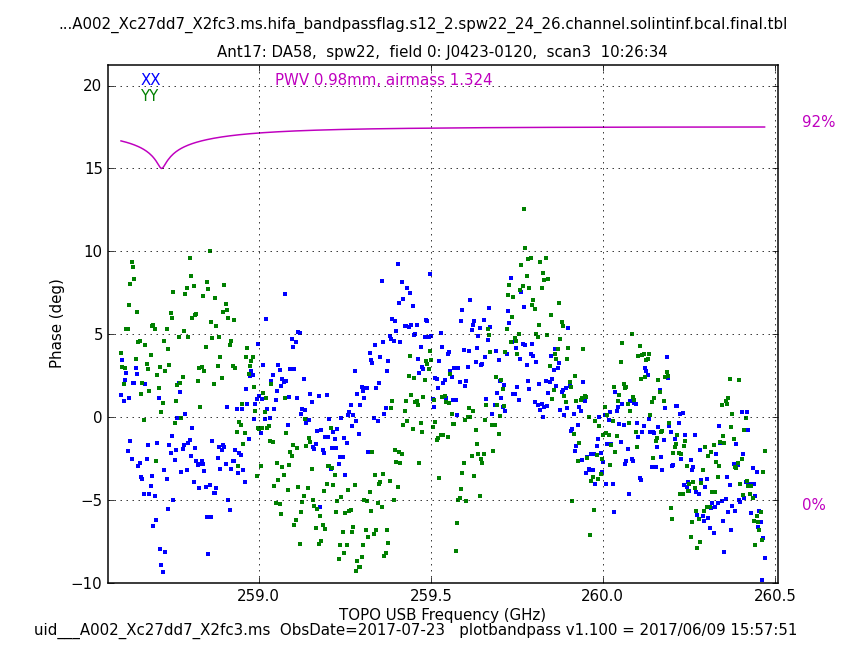 ...A002_Xc27dd7_X2fc3.ms.hifa_bandpassflag.s12_2.spw22_24_26.channel.solintinf.bcal.final.tbl
Ant17: DA58, spw22, field 0: J0423-0120, scan3 10:26:34
XX
YY
PWV 0.98mm, airmass 1.324
20
15
10
5
0
−5
−10
Phase (deg)
92%
0%
259.0
259.5
260.0
260.5
TOPO USB Frequency (GHz)
uid___A002_Xc27dd7_X2fc3.ms ObsDate=2017-07-23 plotbandpass v1.100 = 2017/06/09 15:57:51